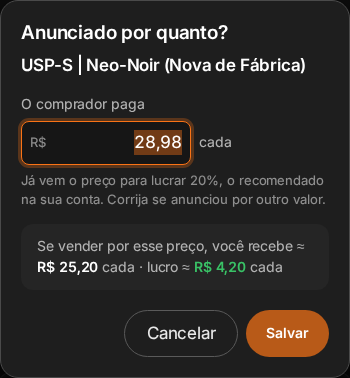 Anunciado por quanto?
USP-S | Neo-Noir (Nova de Fábrica)
O comprador paga
R$ 28,98 cada
Já vem o preço para lucrar 20%, o recomendado
na sua conta. Corrija se anunciou por outro valor.
Se vender por esse preço, você recebe ≈
R$ 25,20 cada · lucro ≈ R$ 4,20 cada
Cancelar Salvar